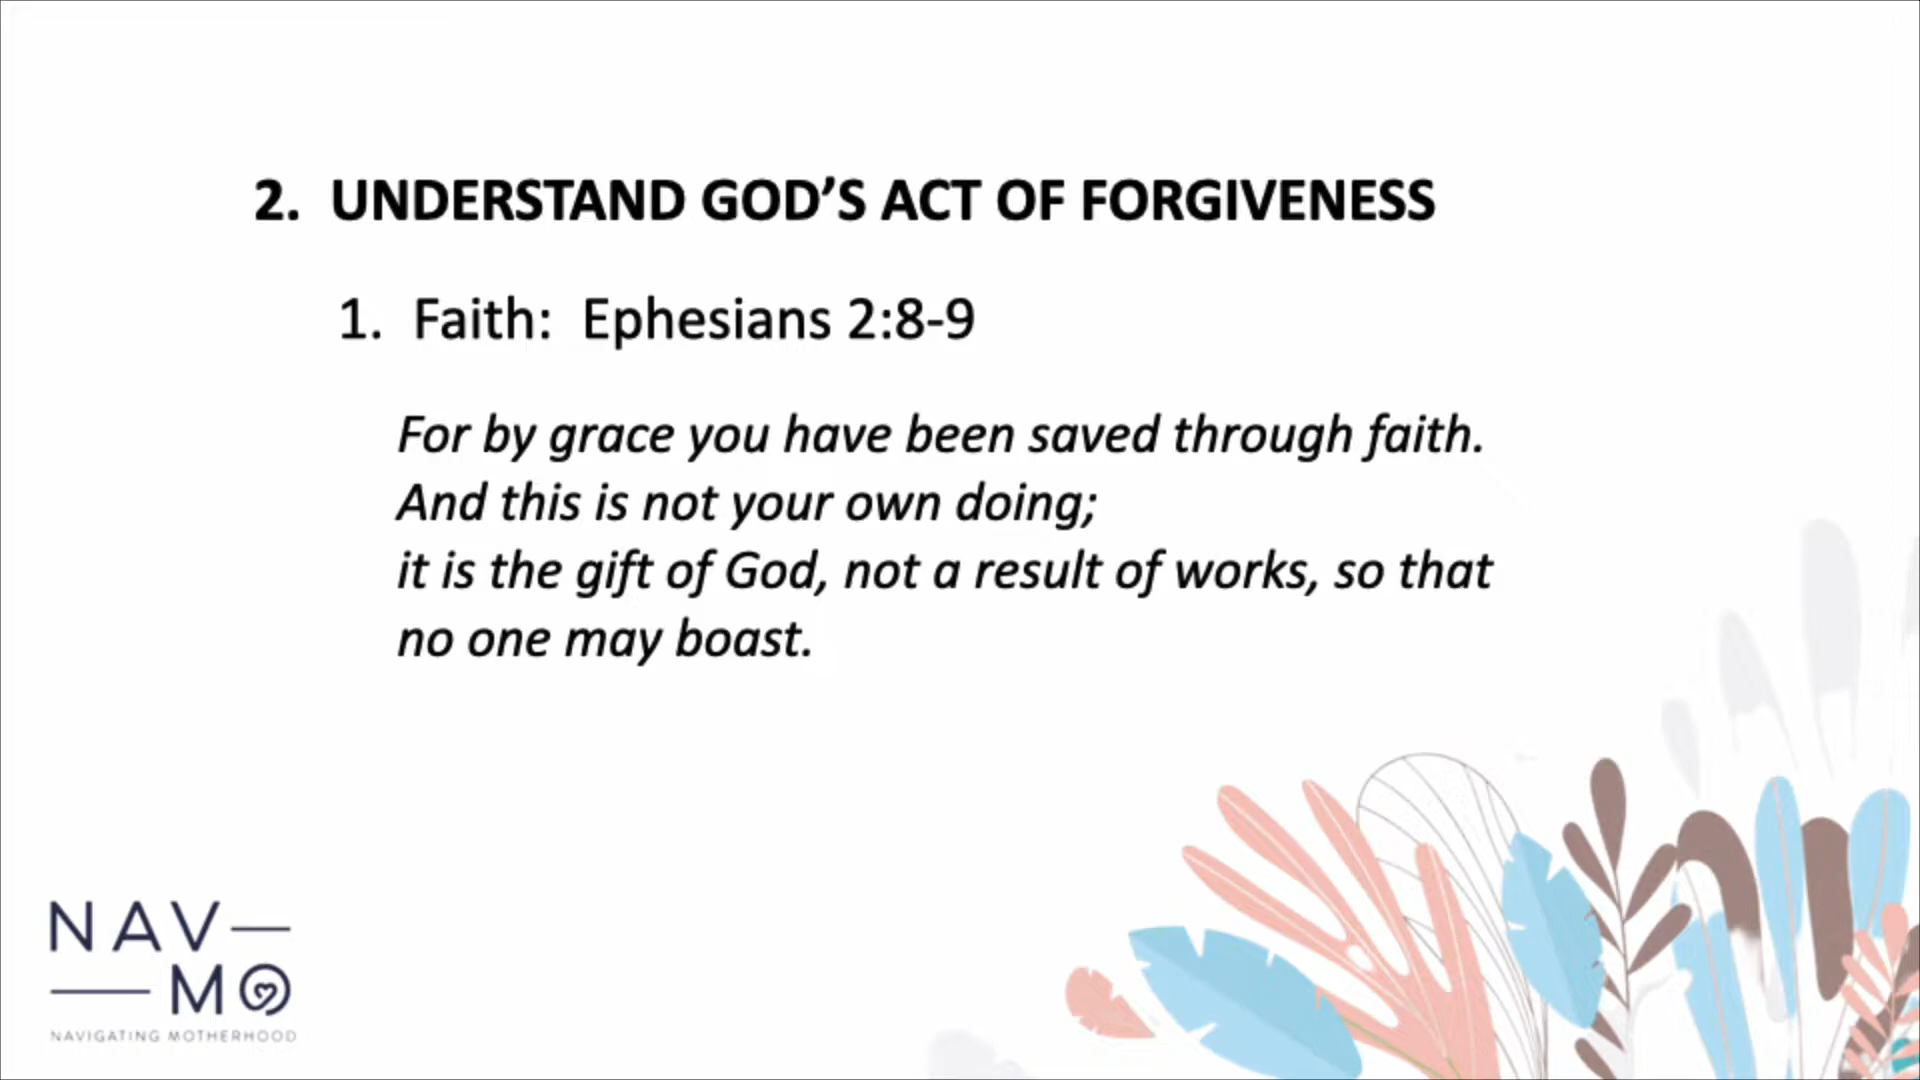 2. UNDERSTAND GOD’S ACT OF FORGIVENESS
1. Faith: Ephesians 2:8-9
For by grace you have been saved through faith.
And this is not your own doing;
it is the gift of God, not a result of works, so that
no one may boast.
NAV
MO
NAVIGATING MOTHERHOOD